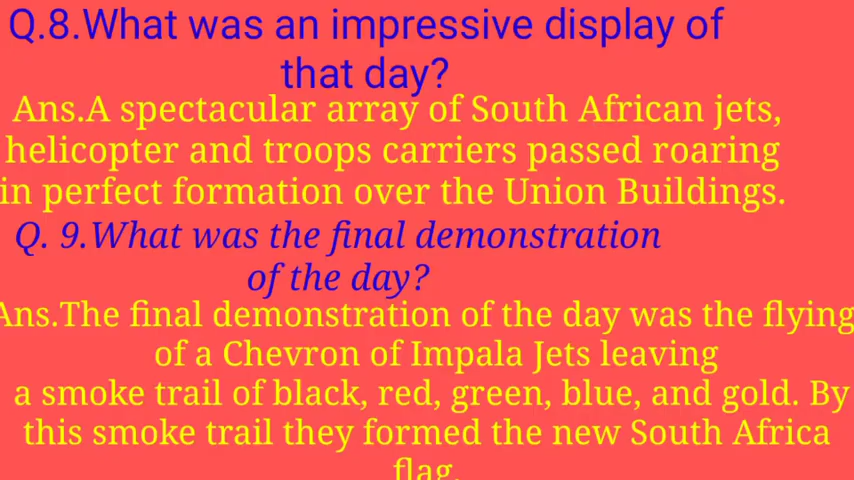 Q.8.What was an impressive display of
that day?
Ans.A spectacular array of South African jets,
helicopter and troops carriers passed roaring
in perfect formation over the Union Buildings.
Q. 9.What was the final demonstration
of the day?
Ans.The final demonstration of the day was the flying
of a Chevron of Impala Jets leaving
a smoke trail of black, red, green, blue, and gold. By
this smoke trail they formed the new South Africa
flag.